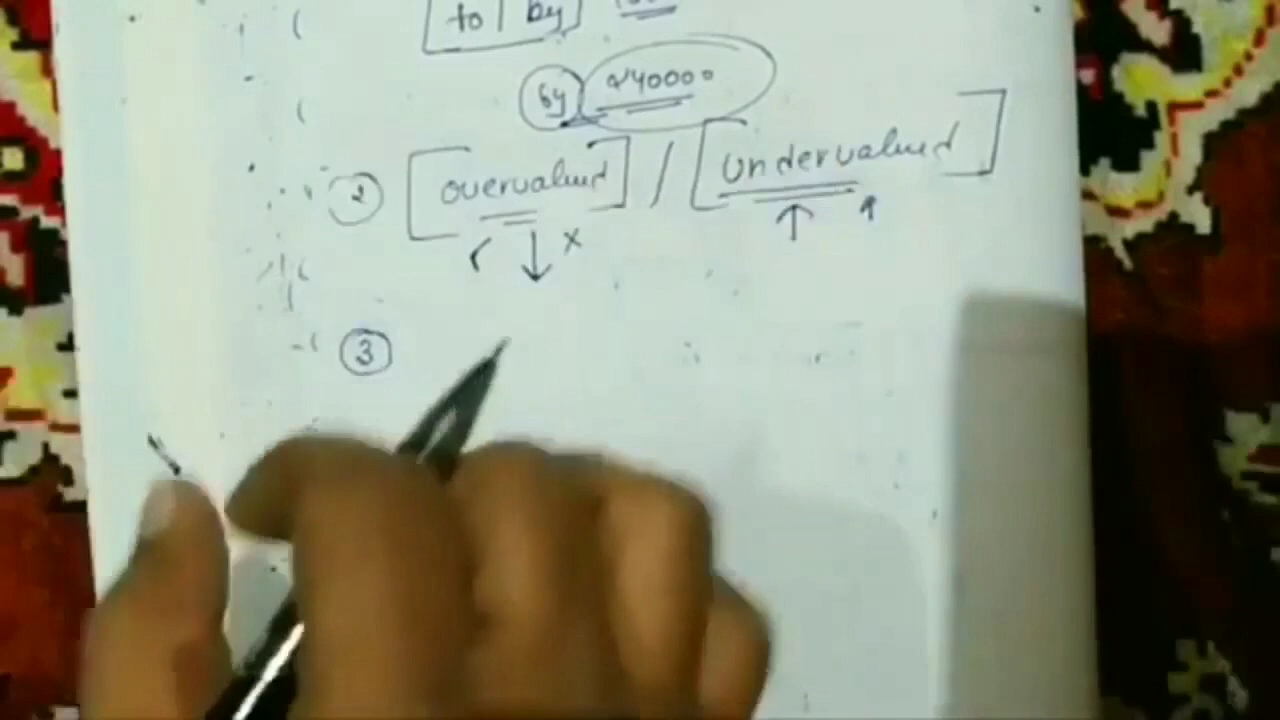 to / by
by 40000
2 [overvalued] / [undervalued]
x
3